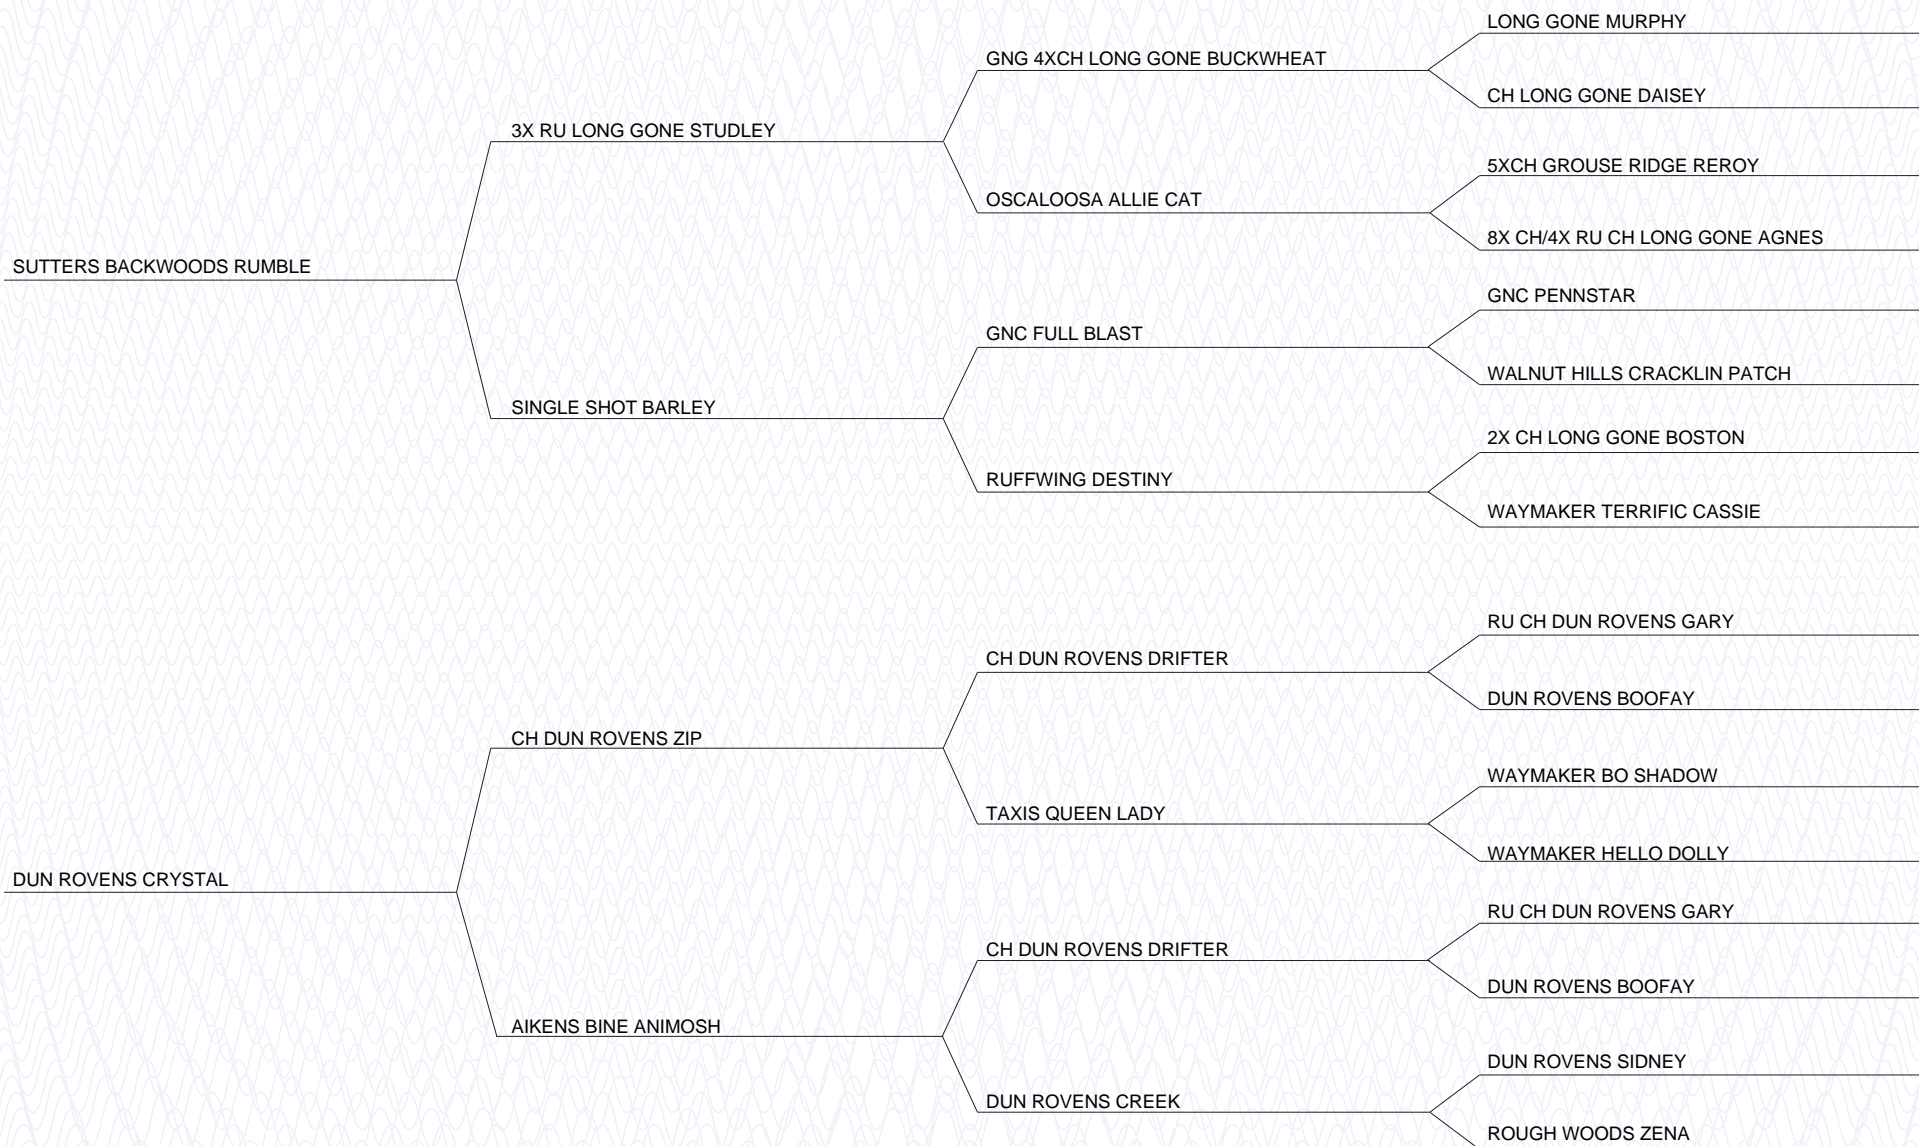 LONG GONE MURPHY
GNG 4XCH LONG GONE BUCKWHEAT
CH LONG GONE DAISEY
3X RU LONG GONE STUDLEY
5XCH GROUSE RIDGE REROY
OSCALOOSA ALLIE CAT
8X CH/4X RU CH LONG GONE AGNES
SUTTERS BACKWOODS RUMBLE
GNC PENNSTAR
GNC FULL BLAST
WALNUT HILLS CRACKLIN PATCH
SINGLE SHOT BARLEY
2X CH LONG GONE BOSTON
RUFFWING DESTINY
WAYMAKER TERRIFIC CASSIE
RU CH DUN ROVENS GARY
CH DUN ROVENS DRIFTER
DUN ROVENS BOOFAY
CH DUN ROVENS ZIP
WAYMAKER BO SHADOW
TAXIS QUEEN LADY
WAYMAKER HELLO DOLLY
DUN ROVENS CRYSTAL
RU CH DUN ROVENS GARY
CH DUN ROVENS DRIFTER
DUN ROVENS BOOFAY
AIKENS BINE ANIMOSH
DUN ROVENS SIDNEY
DUN ROVENS CREEK
ROUGH WOODS ZENA